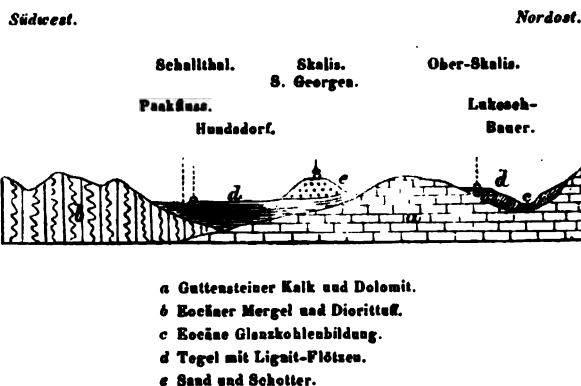 Südwest. Nordost.
Schallthal. Skalis. Ober-Skalis.
S. Georgen.
Paakfluss. Lukesch-
Hundsdorf. Bauer.
e
d d
b a e
a Guttensteiner Kalk und Dolomit.
b Eocäner Mergel und Diorittuff.
c Eocäne Glanzkohlenbildung.
d Tegel mit Lignit-Flötzen.
e Sand und Schotter.